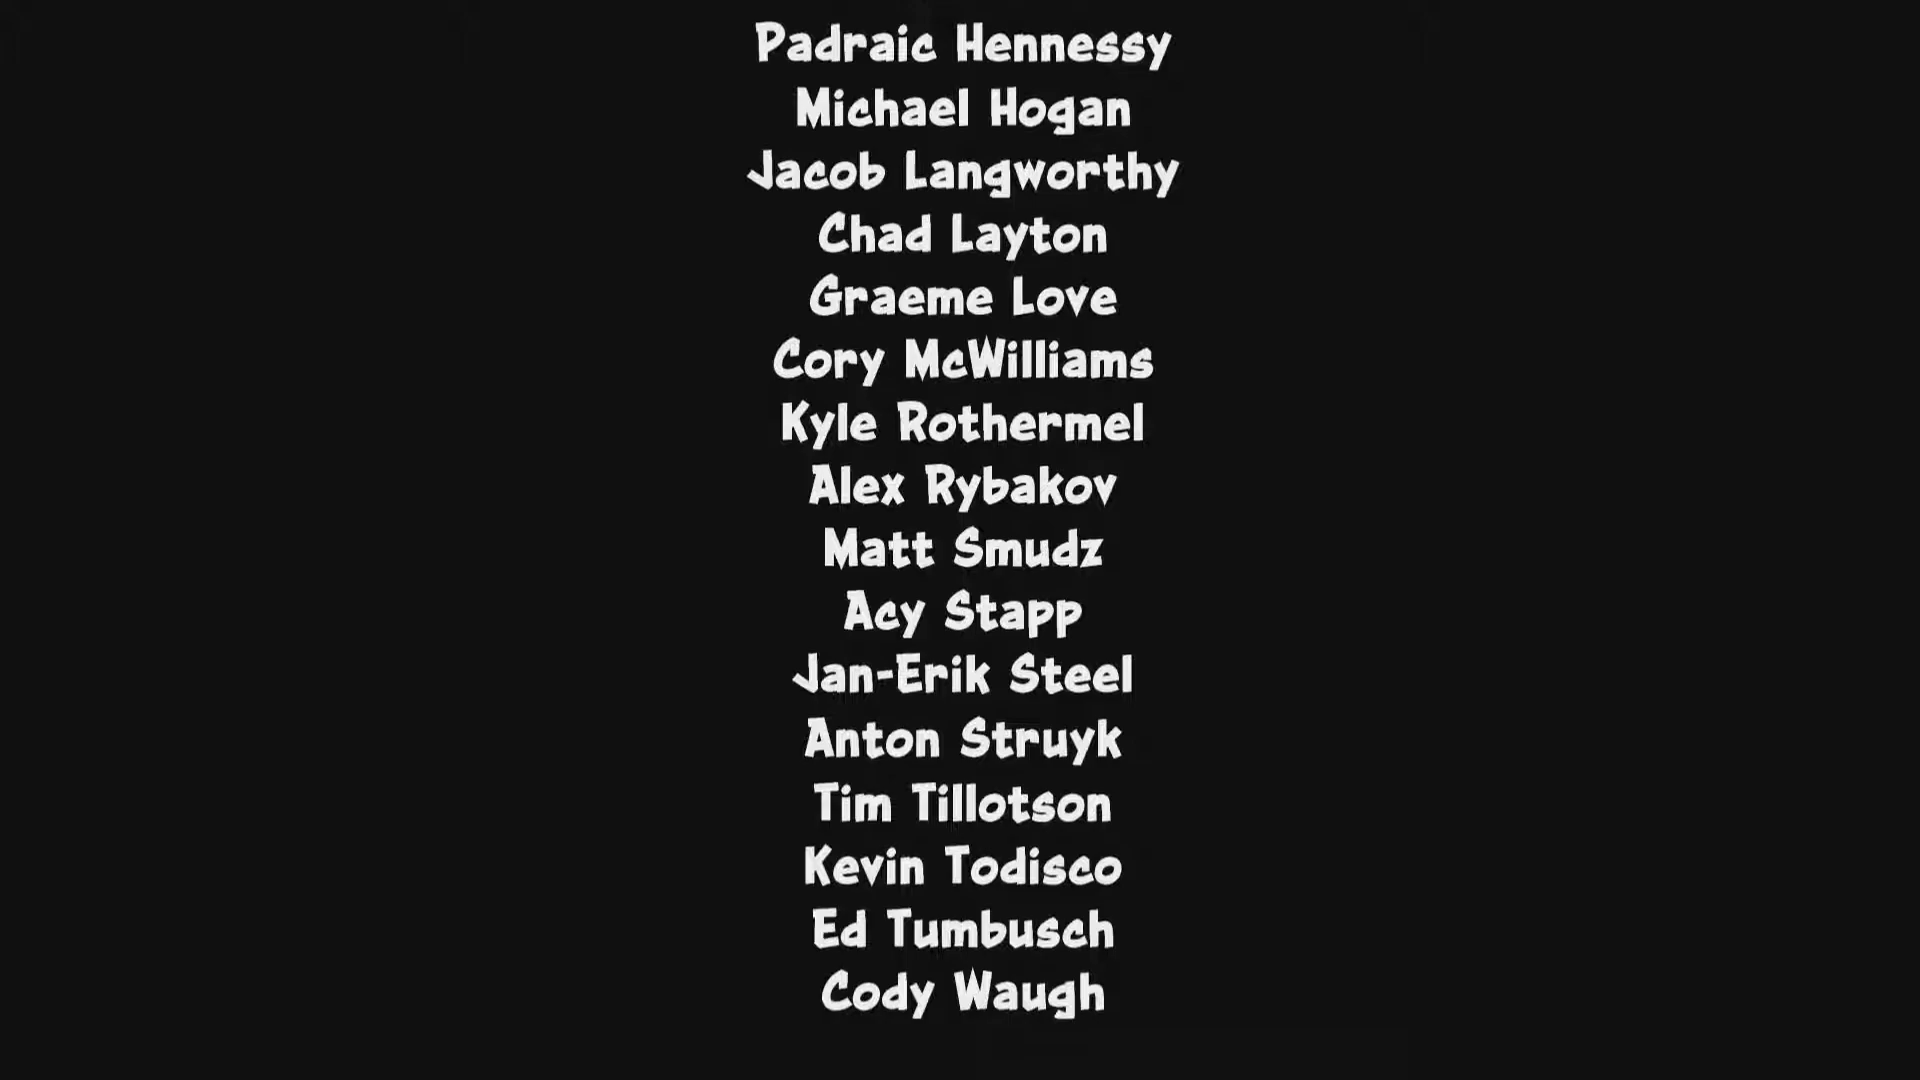 Padraic Hennessy
Michael Hogan
Jacob Langworthy
Chad Layton
Graeme Love
Cory McWilliams
Kyle Rothermel
Alex Rybakov
Matt Smudz
Acy Stapp
Jan-Erik Steel
Anton Struyk
Tim Tillotson
Kevin Todisco
Ed Tumbusch
Cody Waugh